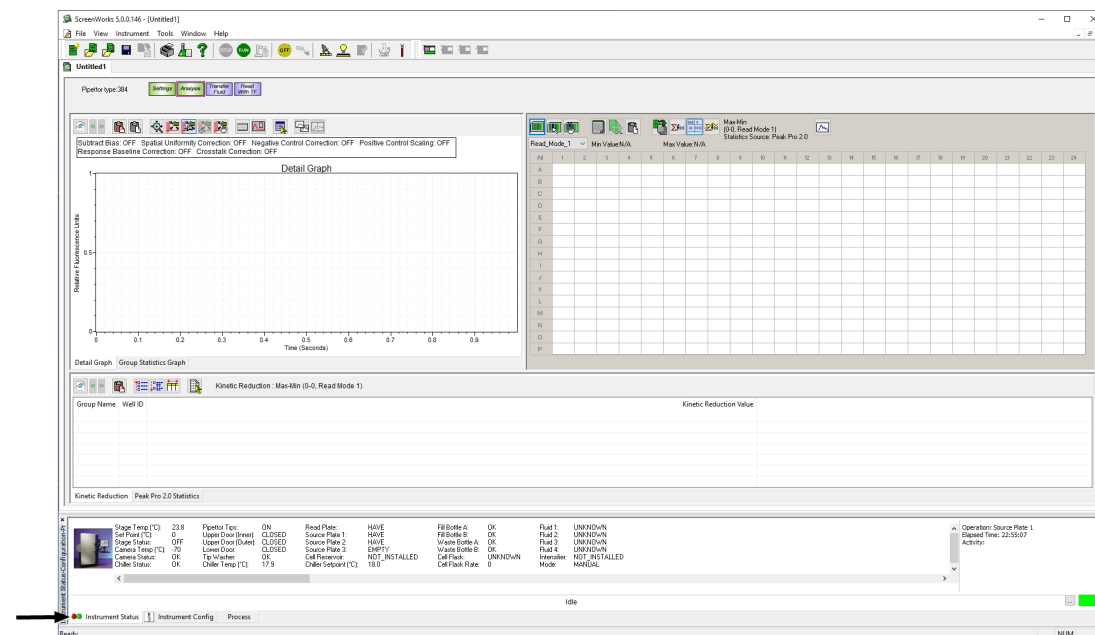 ScreenWorks 5.0.0.146 - [Untitled1]
File View Instrument Tools Window Help
STOP RUN OFF
Untitled1
Pipettor type:384 Settings Analysis Transfer Fluid Read With TF
Subtract Bias: OFF Spatial Uniformity Correction: OFF Negative Control Correction: OFF Positive Control Scaling: OFF
Response Baseline Correction: OFF Crosstalk Correction: OFF
Detail Graph
Relative Fluorescence Units
1
0.5
0
0 0.1 0.2 0.3 0.4 0.5 0.6 0.7 0.8 0.9
Time (Seconds)
Detail Graph Group Statistics Graph
Max-Min
(0-0, Read Mode 1)
Statistics Source: Peak Pro 2.0
Read_Mode_1 Min Value:N/A Max Value:N/A
All 1 2 3 4 5 6 7 8 9 10 11 12 13 14 15 16 17 18 19 20 21 22 23 24
A
B
C
D
E
F
G
H
I
J
K
L
M
N
O
P
Kinetic Reduction : Max-Min (0-0, Read Mode 1)
Group Name Well ID Kinetic Reduction Value
Kinetic Reduction Peak Pro 2.0 Statistics
Stage Temp (°C): 23.8 Pipettor Tips: ON Read Plate: HAVE Fill Bottle A: OK Fluid 1: UNKNOWN
Set Point (°C): 0 Upper Door (Inner): CLOSED Source Plate 1: HAVE Fill Bottle B: OK Fluid 2: UNKNOWN
Stage Status: OFF Upper Door (Outer): CLOSED Source Plate 2: HAVE Waste Bottle A: OK Fluid 3: UNKNOWN
Camera Temp (°C): -70 Lower Door: CLOSED Source Plate 3: EMPTY Waste Bottle B: OK Fluid 4: UNKNOWN
Camera Status: OK Tip Washer: OK Cell Reservoir: NOT_INSTALLED Cell Flask: UNKNOWN Intensifier: NOT_INSTALLED
Chiller Status: OK Chiller Temp (°C): 17.9 Chiller Setpoint (°C): 18.0 Cell Flask Rate: 0 Mode: MANUAL
Operation: Source Plate 1
Elapsed Time: 22:55:07
Activity:
Instrument Status-Configuration-Pr
Idle
...
Instrument Status Instrument Config Process
Ready NUM